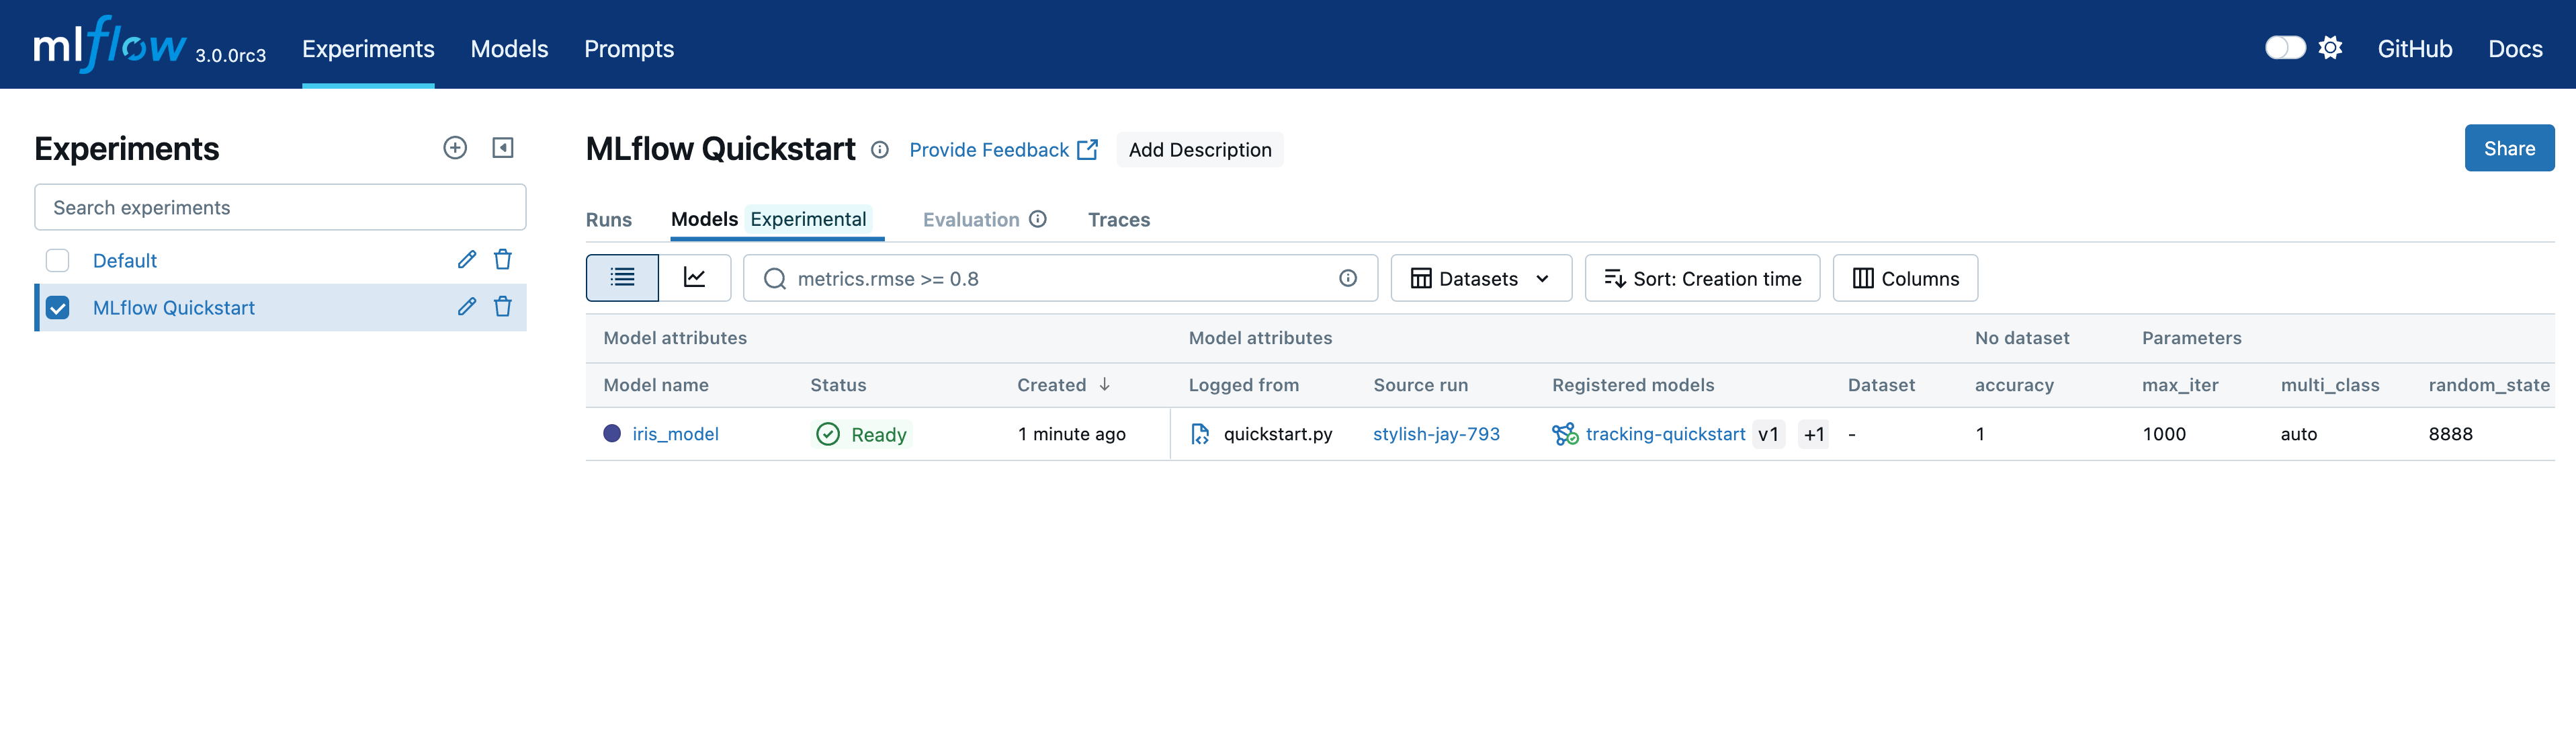 mlflow 3.0.0rc3 Experiments Models Prompts GitHub Docs
Experiments
Search experiments
Default
MLflow Quickstart
MLflow Quickstart Provide Feedback Add Description Share
Runs Models Experimental Evaluation Traces
metrics.rmse >= 0.8 Datasets Sort: Creation time Columns
Model attributes Model attributes No dataset Parameters
Model name Status Created Logged from Source run Registered models Dataset accuracy max_iter multi_class random_state
iris_model Ready 1 minute ago quickstart.py stylish-jay-793 tracking-quickstart v1 +1 - 1 1000 auto 8888